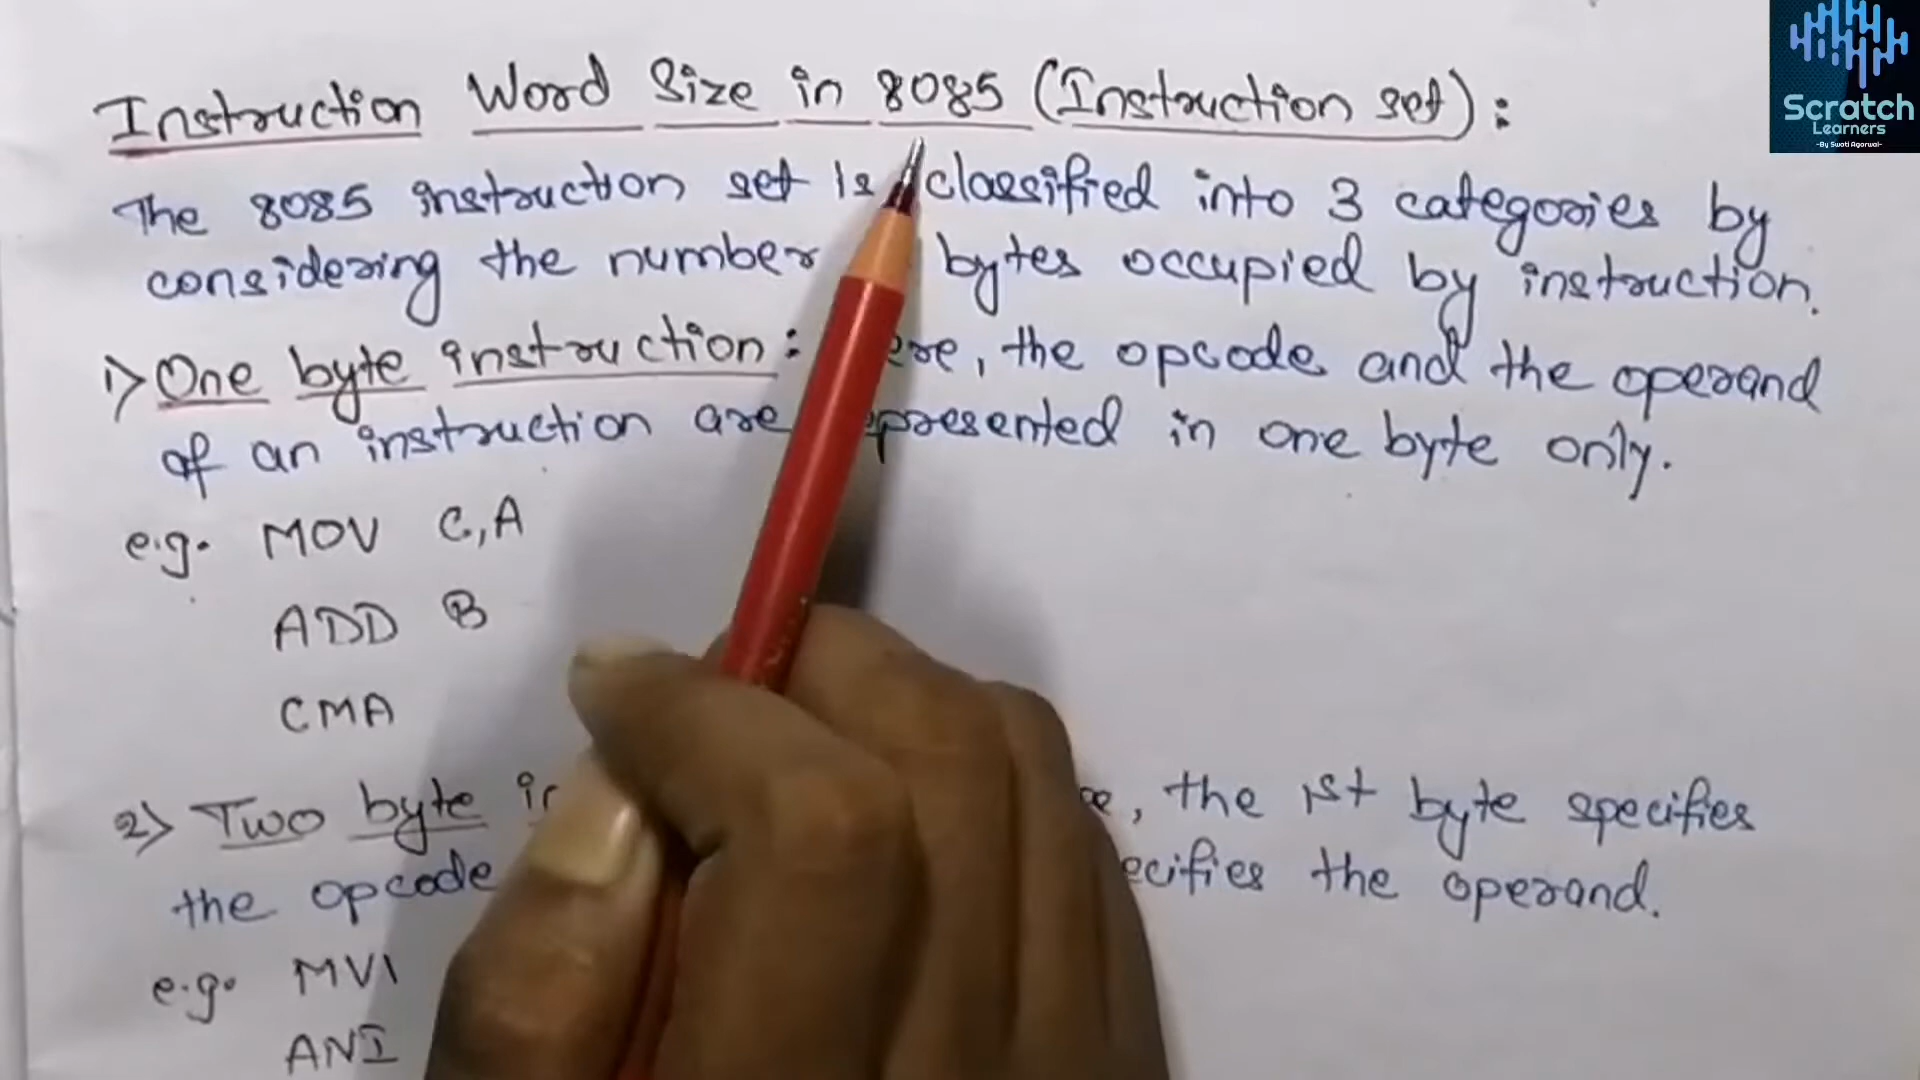 Instruction Word Size in 8085 (Instruction set):
The 8085 instruction set is classified into 3 categories by
considering the number bytes occupied by instruction.
1) One byte instruction: the opcode and the operand
of an instruction are in one byte only.
e.g. MOV C,A
ADD B
CMA
2) Two byte the 1st byte specifies
the opcode the operand.
e.g. MVI
ANI
Scratch
Learners
-By Swati Agarwal-